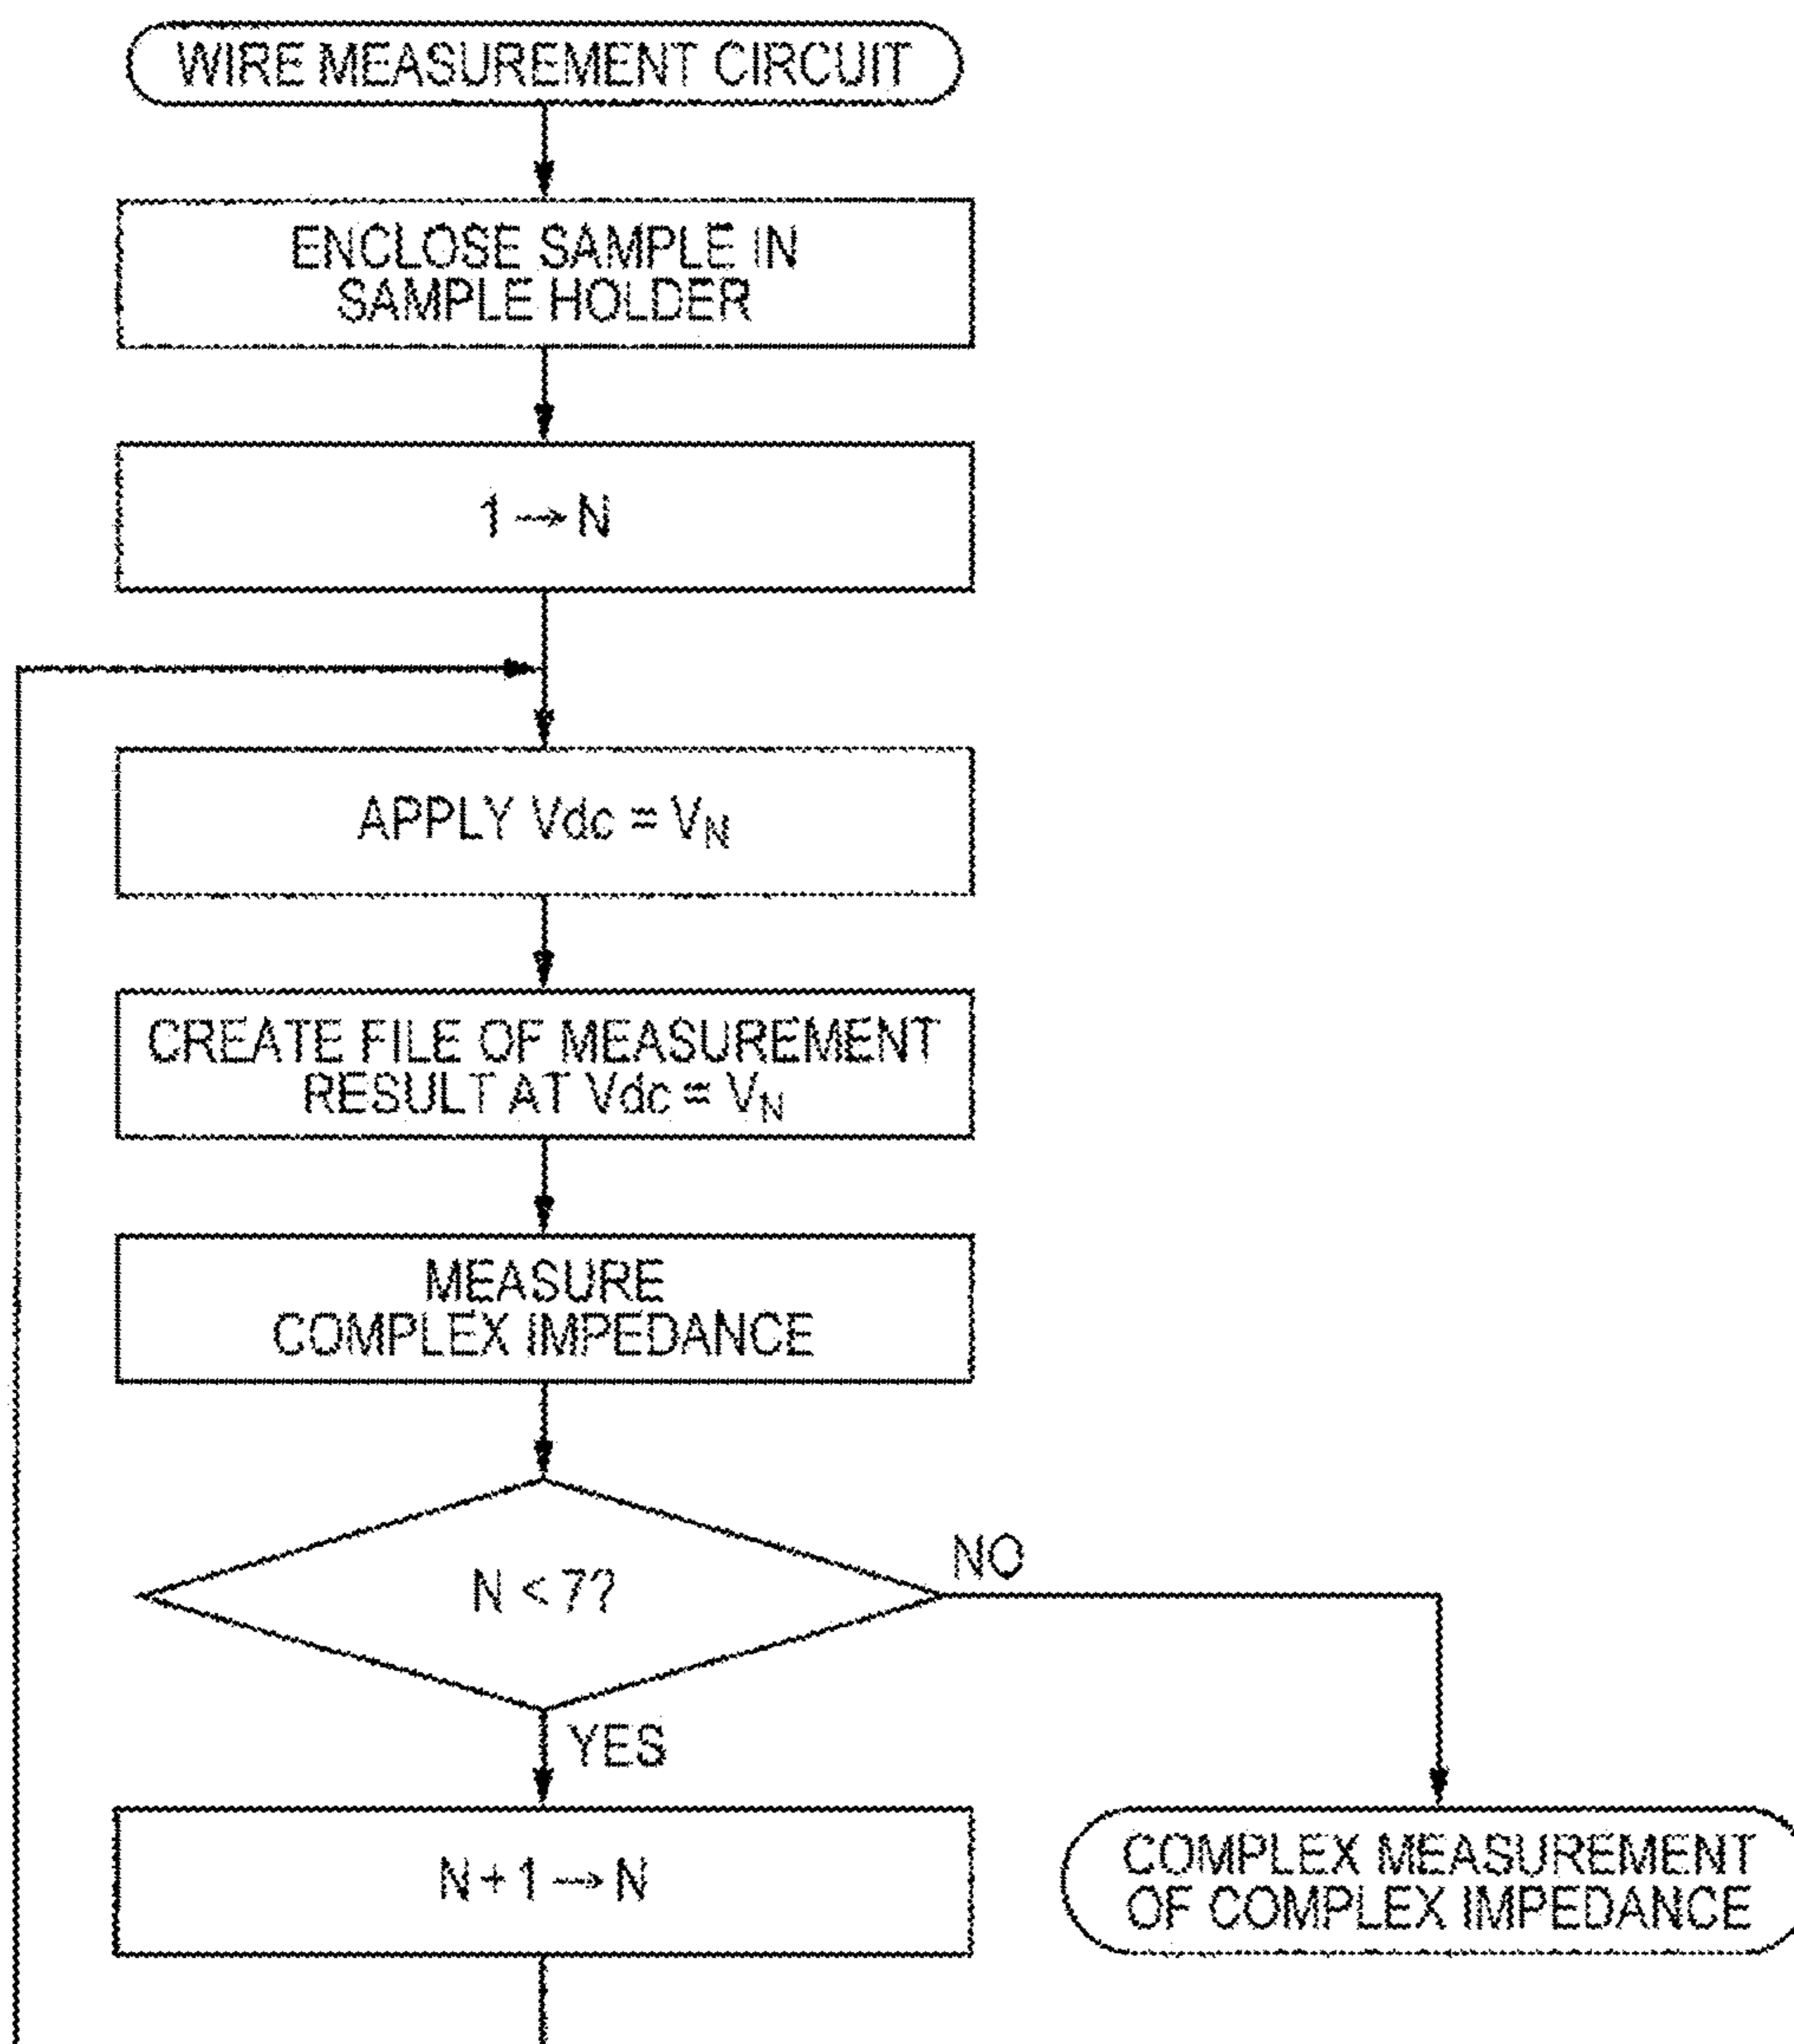 WIRE MEASUREMENT CIRCUIT
ENCLOSE SAMPLE IN
SAMPLE HOLDER
1→N
APPLY Vdc = VN
CREATE FILE OF MEASUREMENT
RESULT AT Vdc = VN
MEASURE
COMPLEX IMPEDANCE
N < 7?
NO
YES
N+1→N
COMPLEX MEASUREMENT
OF COMPLEX IMPEDANCE